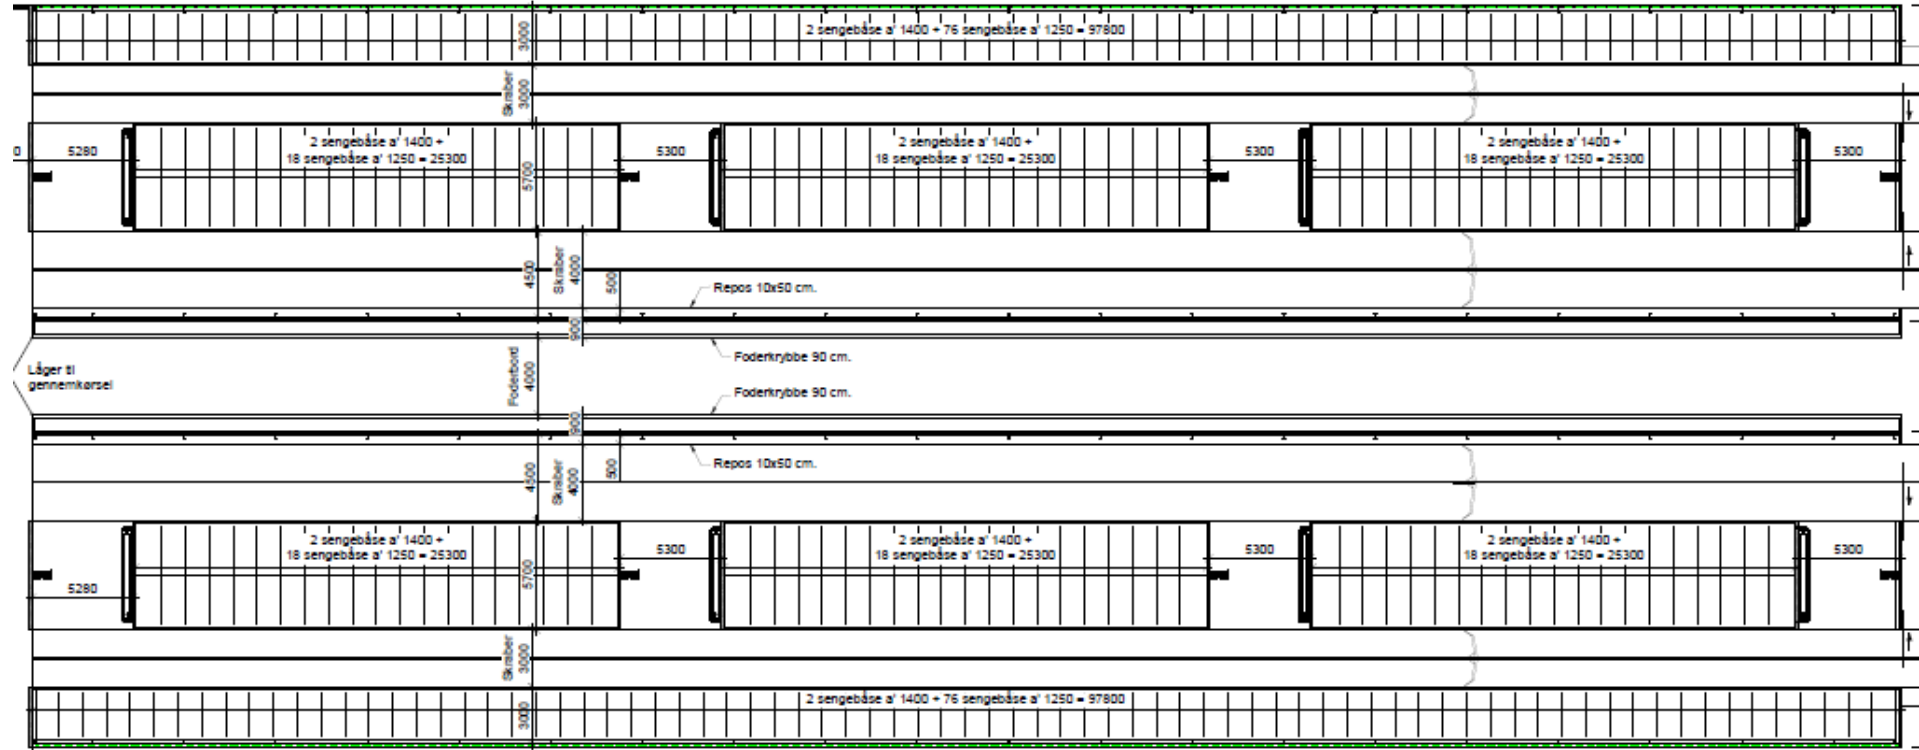 2 sengebåse a' 1400 + 76 sengebåse a' 1250 = 97800
3000
Skraber
3000
0
5280
2 sengebåse a' 1400 +
18 sengebåse a' 1250 = 25300
5700
5300
2 sengebåse a' 1400 +
18 sengebåse a' 1250 = 25300
5300
2 sengebåse a' 1400 +
18 sengebåse a' 1250 = 25300
5300
4500
Skraber
4000
500
Repos 10x50 cm.
900
Foderkrybbe 90 cm.
Låger til
gennemkørsel
Foderbord
4000
Foderkrybbe 90 cm.
900
4500
Skraber
4000
500
Repos 10x50 cm.
5280
2 sengebåse a' 1400 +
18 sengebåse a' 1250 = 25300
5700
5300
2 sengebåse a' 1400 +
18 sengebåse a' 1250 = 25300
5300
2 sengebåse a' 1400 +
18 sengebåse a' 1250 = 25300
5300
Skraber
3000
2 sengebåse a' 1400 + 76 sengebåse a' 1250 = 97800
3000